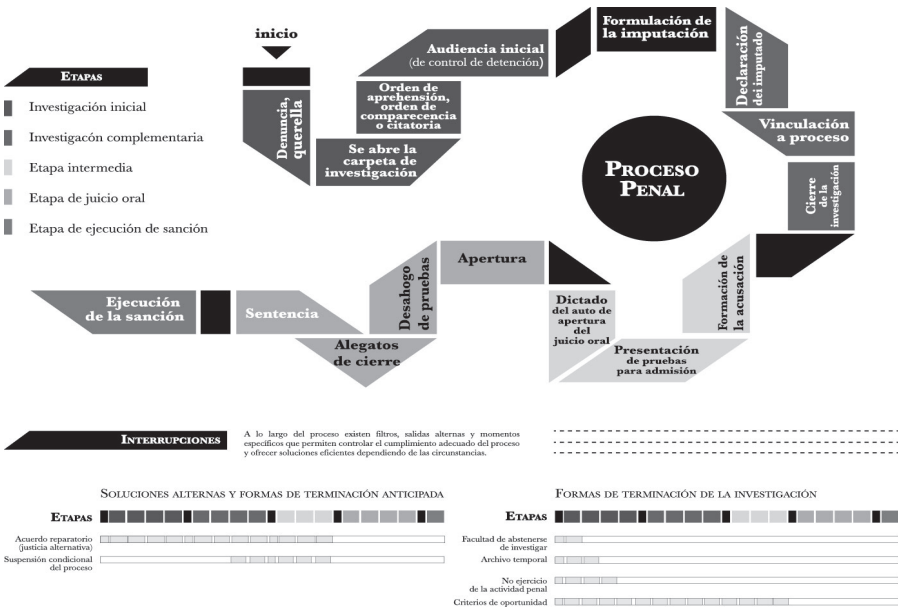 inicio
ETAPAS
Investigación inicial
Investigacón complementaria
Etapa intermedia
Etapa de juicio oral
Etapa de ejecución de sanción
Denuncia,
querella
Se abre la
carpeta de
investigación
Orden de
aprehensión,
orden de
comparecencia
o citatoria
Audiencia inicial
(de control de detención)
Formulación de
la imputación
Declaración
dei imputado
Vinculación
a proceso
Cierre
de la
investigación
PROCESO
PENAL
Formación de
la acusación
Presentación
de pruebas
para admisión
Dictado
del auto de
apertura
del
juicio oral
Apertura
Desahogo
de pruebas
Alegatos
de cierre
Sentencia
Ejecución
de la sanción
INTERRUPCIONES
A lo largo del proceso existen filtros, salidas alternas y momentos
específicos que permiten controlar el cumplimiento adecuado del proceso
y ofrecer soluciones eficientes dependiendo de las circunstancias.
SOLUCIONES ALTERNAS Y FORMAS DE TERMINACIÓN ANTICIPADA
ETAPAS
Acuerdo reparatorio
(justicia alternativa)
Suspensión condicional
del proceso
FORMAS DE TERMINACIÓN DE LA INVESTIGACIÓN
ETAPAS
Facultad de abstenerse
de investigar
Archivo temporal
No ejercicio
de la actividad penal
Criterios de oportunidad